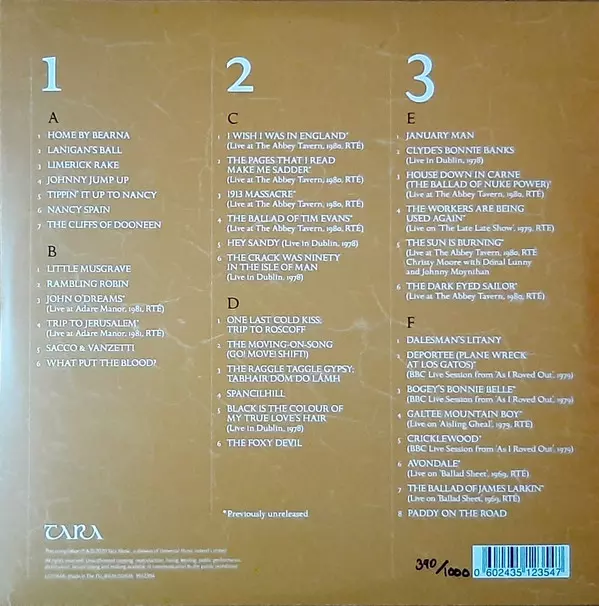 1
A
1 HOME BY BEARNA
2 LANIGAN'S BALL
3 LIMERICK RAKE
4 JOHNNY JUMP UP
5 TIPPIN' IT UP TO NANCY
6 NANCY SPAIN
7 THE CLIFFS OF DOONEEN
B
1 LITTLE MUSGRAVE
2 RAMBLING ROBIN
3 JOHN O'DREAMS*
(Live at Adare Manor, 1981, RTÉ)
4 TRIP TO JERUSALEM*
(Live at Adare Manor, 1981, RTÉ)
5 SACCO & VANZETTI
6 WHAT PUT THE BLOOD?
2
C
1 I WISH I WAS IN ENGLAND*
(Live at The Abbey Tavern, 1980, RTÉ)
2 THE PAGES THAT I READ
MAKE ME SADDER*
(Live at The Abbey Tavern, 1980, RTÉ)
3 1913 MASSACRE*
(Live at The Abbey Tavern, 1980, RTÉ)
4 THE BALLAD OF TIM EVANS*
(Live at The Abbey Tavern, 1980, RTÉ)
5 HEY SANDY (Live in Dublin, 1978)
6 THE CRACK WAS NINETY
IN THE ISLE OF MAN
(Live in Dublin, 1978)
D
1 ONE LAST COLD KISS;
TRIP TO ROSCOFF
2 THE MOVING-ON-SONG
(GO! MOVE! SHIFT!)
3 THE RAGGLE TAGGLE GYPSY;
TABHAIR DOM DO LÁMH
4 SPANCILHILL
5 BLACK IS THE COLOUR OF
MY TRUE LOVE'S HAIR
(Live in Dublin, 1978)
6 THE FOXY DEVIL
*Previously unreleased
3
E
1 JANUARY MAN
2 CLYDE'S BONNIE BANKS
(Live in Dublin, 1978)
3 HOUSE DOWN IN CARNE
(THE BALLAD OF NUKE POWER)*
(Live at The Abbey Tavern, 1980, RTÉ)
4 THE WORKERS ARE BEING
USED AGAIN*
(Live on 'The Late Late Show', 1979, RTÉ)
5 THE SUN IS BURNING*
(Live at The Abbey Tavern, 1980, RTÉ
Christy Moore with Dónal Lunny
and Johnny Moynihan
6 THE DARK EYED SAILOR*
(Live at The Abbey Tavern, 1980, RTÉ)
F
1 DALESMAN'S LITANY
2 DEPORTEE (PLANE WRECK
AT LOS GATOS)*
(BBC Live Session from 'As I Roved Out', 1979)
3 BOGEY'S BONNIE BELLE*
(BBC Live Session from 'As I Roved Out', 1979)
4 GALTEE MOUNTAIN BOY*
(Live on 'Aisling Gheal', 1979, RTÉ)
5 CRICKLEWOOD*
(BBC Live Session from 'As I Roved Out', 1979)
6 AVONDALE*
(Live on 'Ballad Sheet', 1969, RTÉ)
7 THE BALLAD OF JAMES LARKIN*
(Live on 'Ballad Sheet', 1969, RTÉ)
8 PADDY ON THE ROAD
TARA
390/1000
0 602435 123547